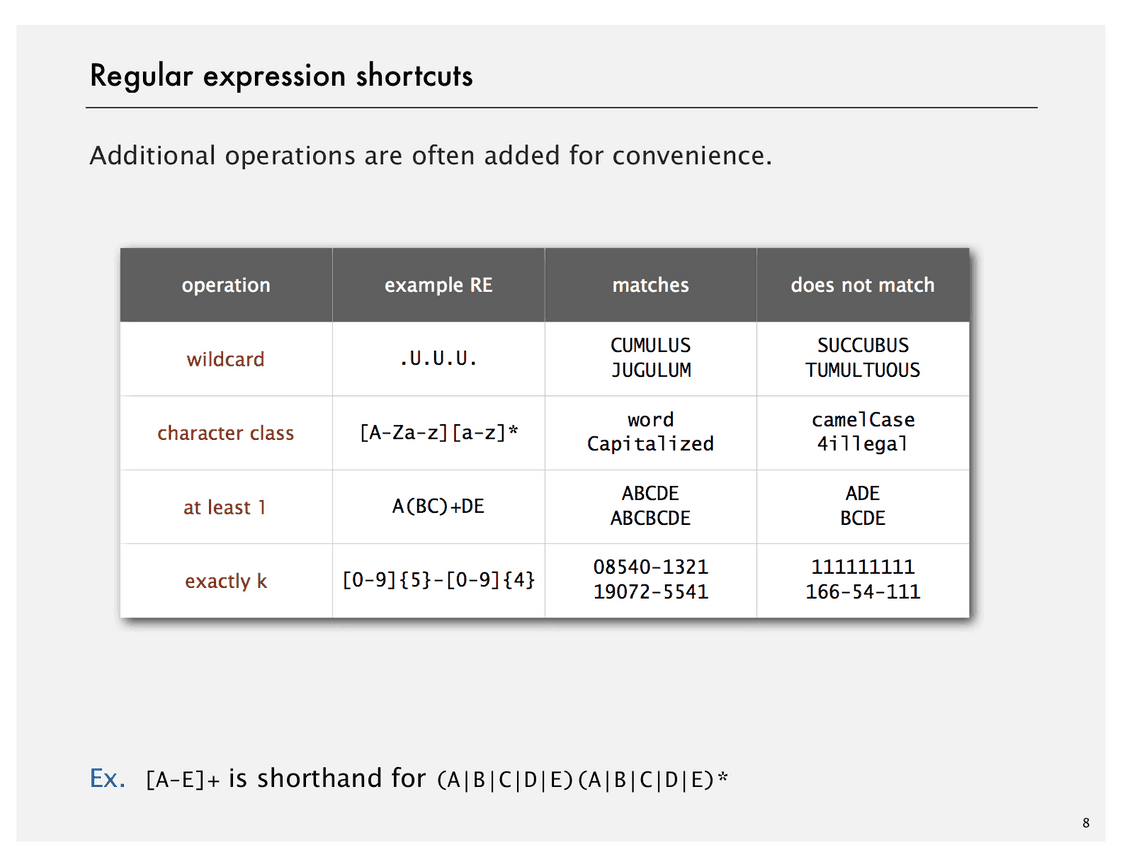 Regular expression shortcuts
Additional operations are often added for convenience.
operation example RE matches does not match
wildcard .U.U.U. CUMULUS JUGULUM SUCCUBUS TUMULTUOUS
character class [A-Za-z][a-z]* word Capitalized camelCase 4illegal
at least 1 A(BC)+DE ABCDE ABCBCDE ADE BCDE
exactly k [0-9]{5}-[0-9]{4} 08540-1321 19072-5541 111111111 166-54-111
Ex. [A-E]+ is shorthand for (A|B|C|D|E)(A|B|C|D|E)*
8